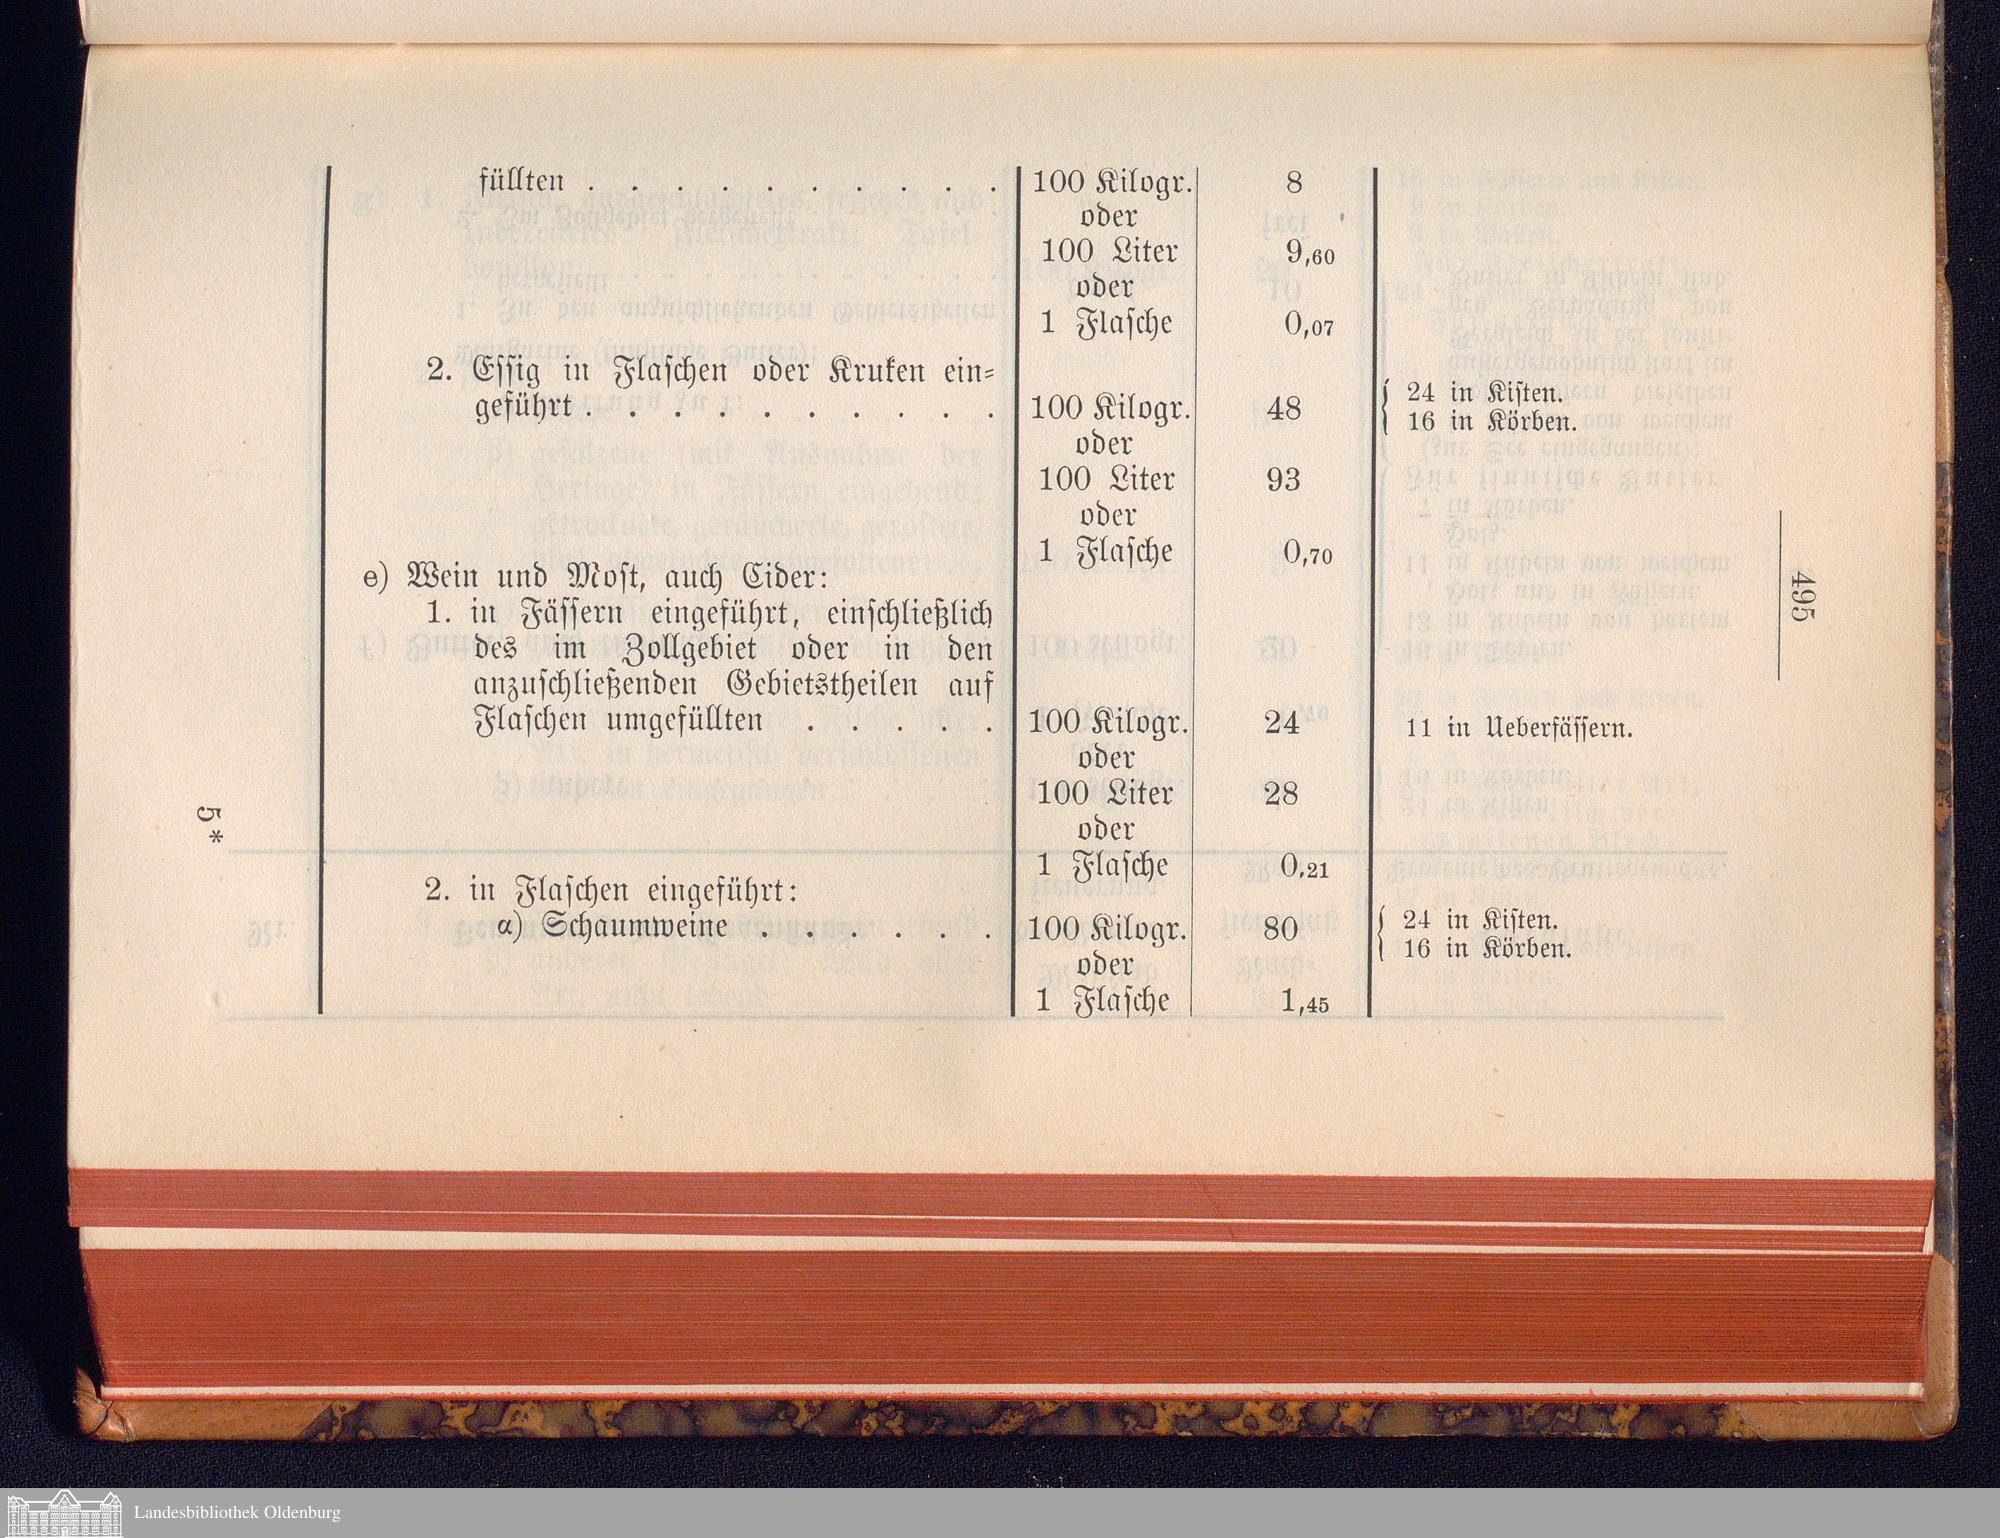 füllten . . . . . . . . . . 100 Kilogr. 8
oder
100 Liter 9,60
oder
1 Flasche 0,07
2. Essig in Flaschen oder Kruken ein=
geführt . . . . . . . . . . 100 Kilogr. 48 { 24 in Kisten.
16 in Körben.
oder
100 Liter 93
oder
1 Flasche 0,70
e) Wein und Most, auch Cider:
1. in Fässern eingeführt, einschließlich
des im Zollgebiet oder in den
anzuschließenden Gebietstheilen auf
Flaschen umgefüllten . . . . . 100 Kilogr. 24 11 in Ueberfässern.
oder
100 Liter 28
oder
1 Flasche 0,21
2. in Flaschen eingeführt:
α) Schaumweine . . . . . . 100 Kilogr. 80 { 24 in Kisten.
16 in Körben.
oder
1 Flasche 1,45
495
5*
Landesbibliothek Oldenburg